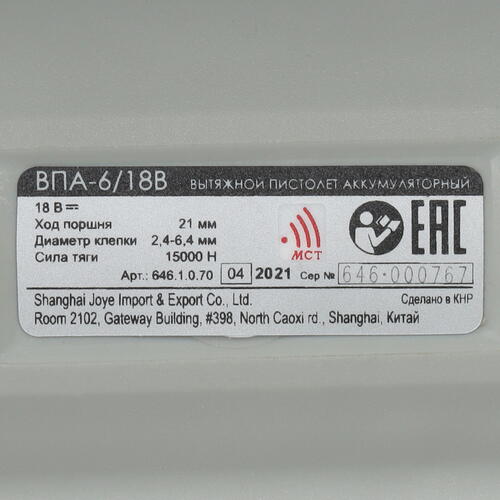 ВПА-6/18В ВЫТЯЖНОЙ ПИСТОЛЕТ АККУМУЛЯТОРНЫЙ
18 В
Ход поршня 21 мм
Диаметр клепки 2,4-6,4 мм
Сила тяги 15000 Н
МСТ
EAC
Арт.: 646.1.0.70 04 2021 Сер № 646-000767
Shanghai Joye Import & Export Co., Ltd. Сделано в КНР
Room 2102, Gateway Building, #398, North Caoxi rd., Shanghai, Китай